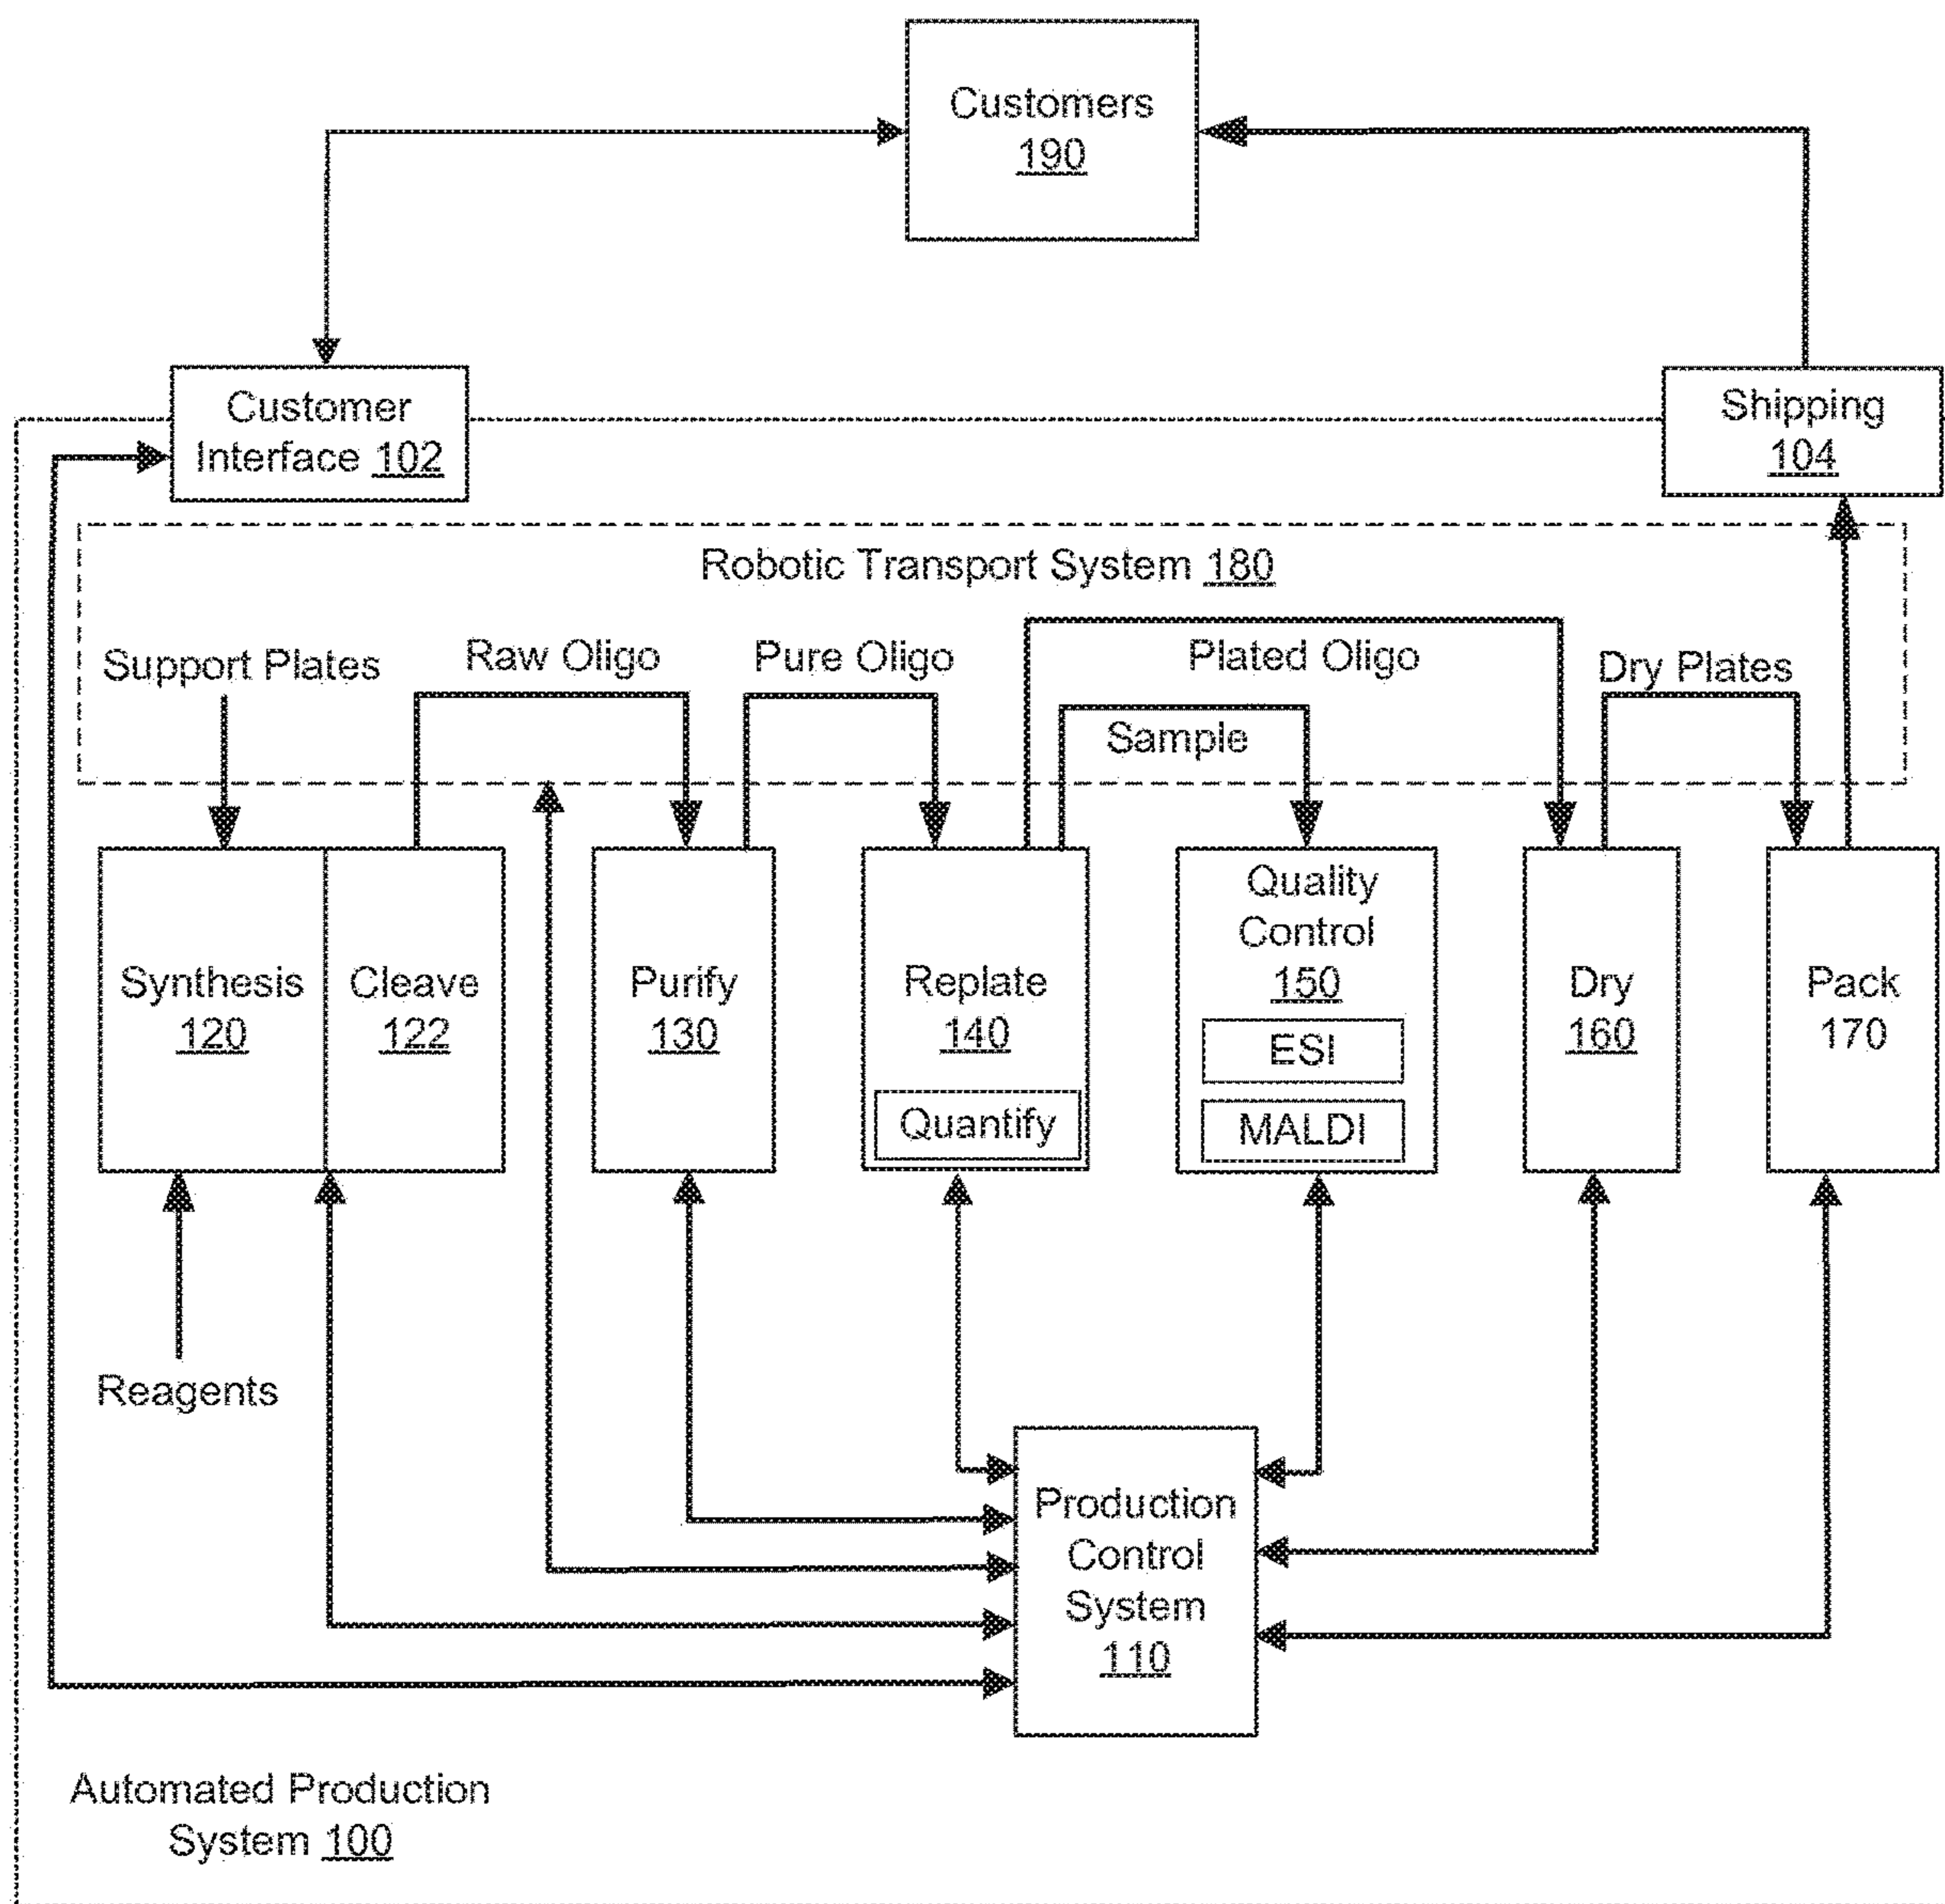 Customers
190
Customer
Interface 102
Shipping
104
Robotic Transport System 180
Support Plates
Raw Oligo
Pure Oligo
Plated Oligo
Dry Plates
Sample
Synthesis
120
Cleave
122
Purify
130
Replate
140
Quantify
Quality
Control
150
ESI
MALDI
Dry
160
Pack
170
Reagents
Production
Control
System
110
Automated Production
System 100